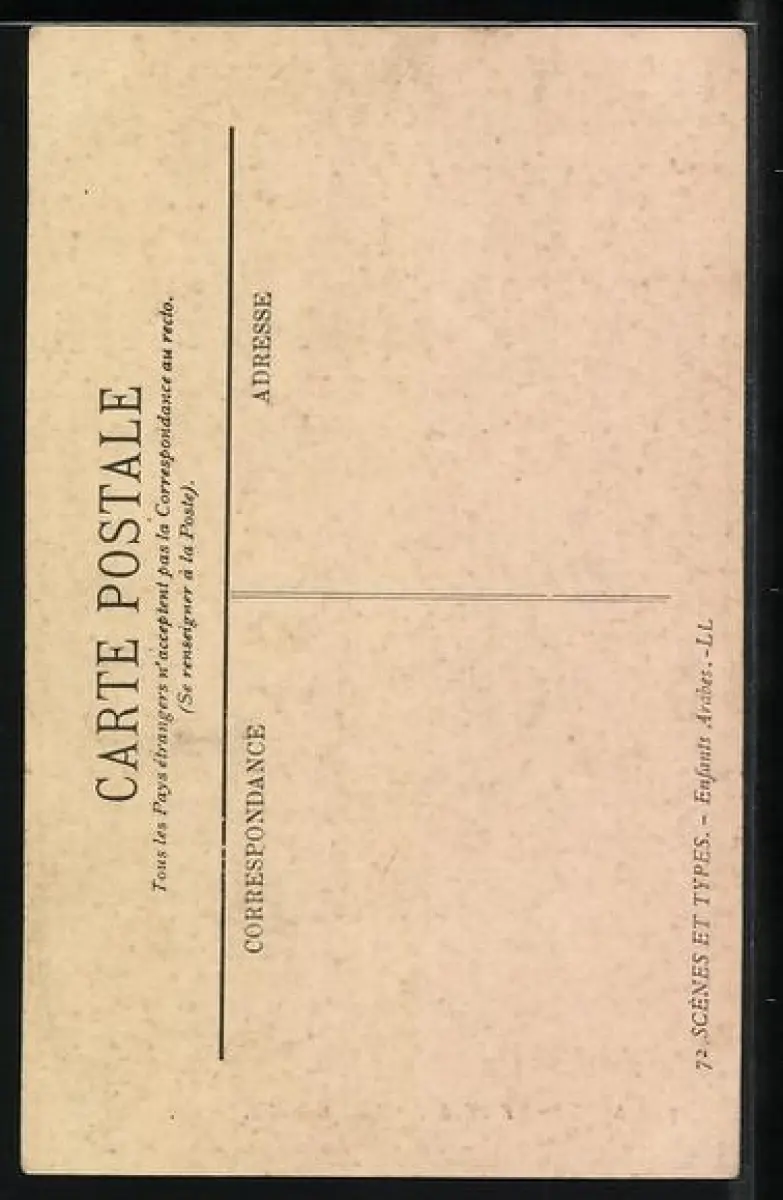 CARTE POSTALE
Tous les Pays étrangers n'acceptent pas la Correspondance au recto.
(Se renseigner à la Poste).
CORRESPONDANCE
ADRESSE
72 SCÈNES ET TYPES. - Enfants Arabes. - LL